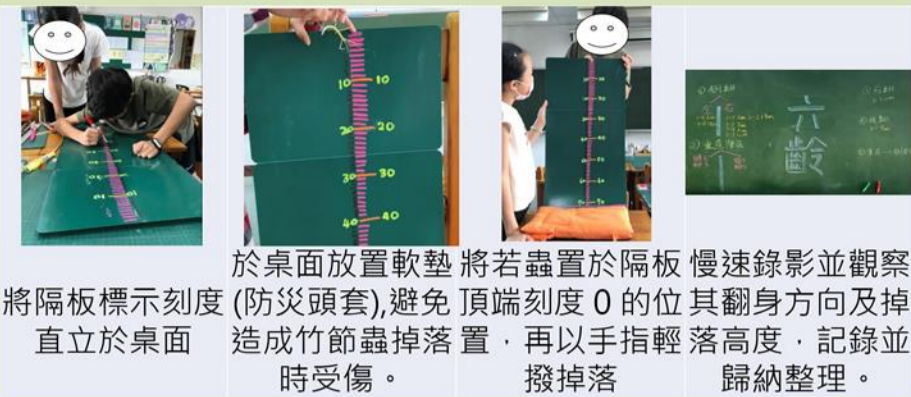 10 10
20 20
30 30
40 40
六
齡
將隔板標示刻度
直立於桌面
於桌面放置軟墊
(防災頭套),避免
造成竹節蟲掉落
時受傷。
將若蟲置於隔板
頂端刻度 0 的位
置,再以手指輕
撥掉落
慢速錄影並觀察
其翻身方向及掉
落高度,記錄並
歸納整理。